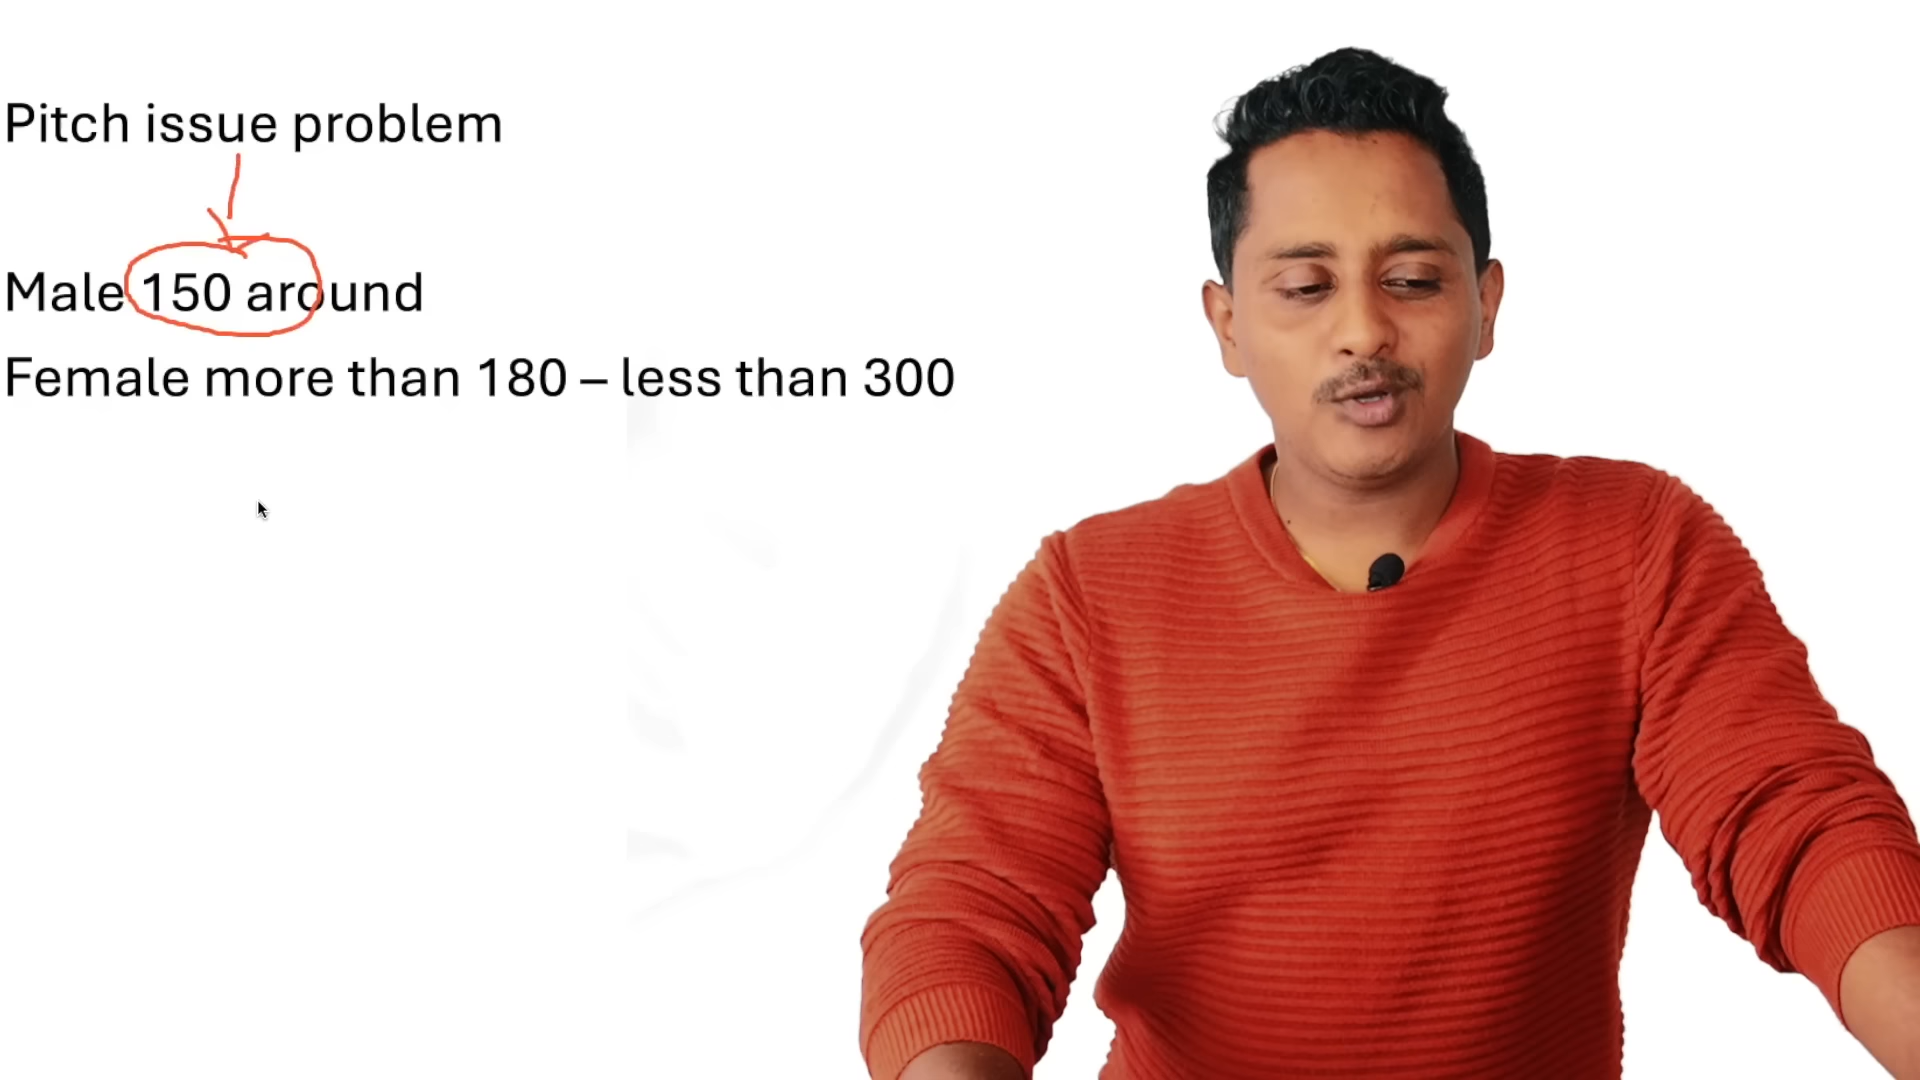 Pitch issue problem
Male 150 around
Female more than 180 – less than 300